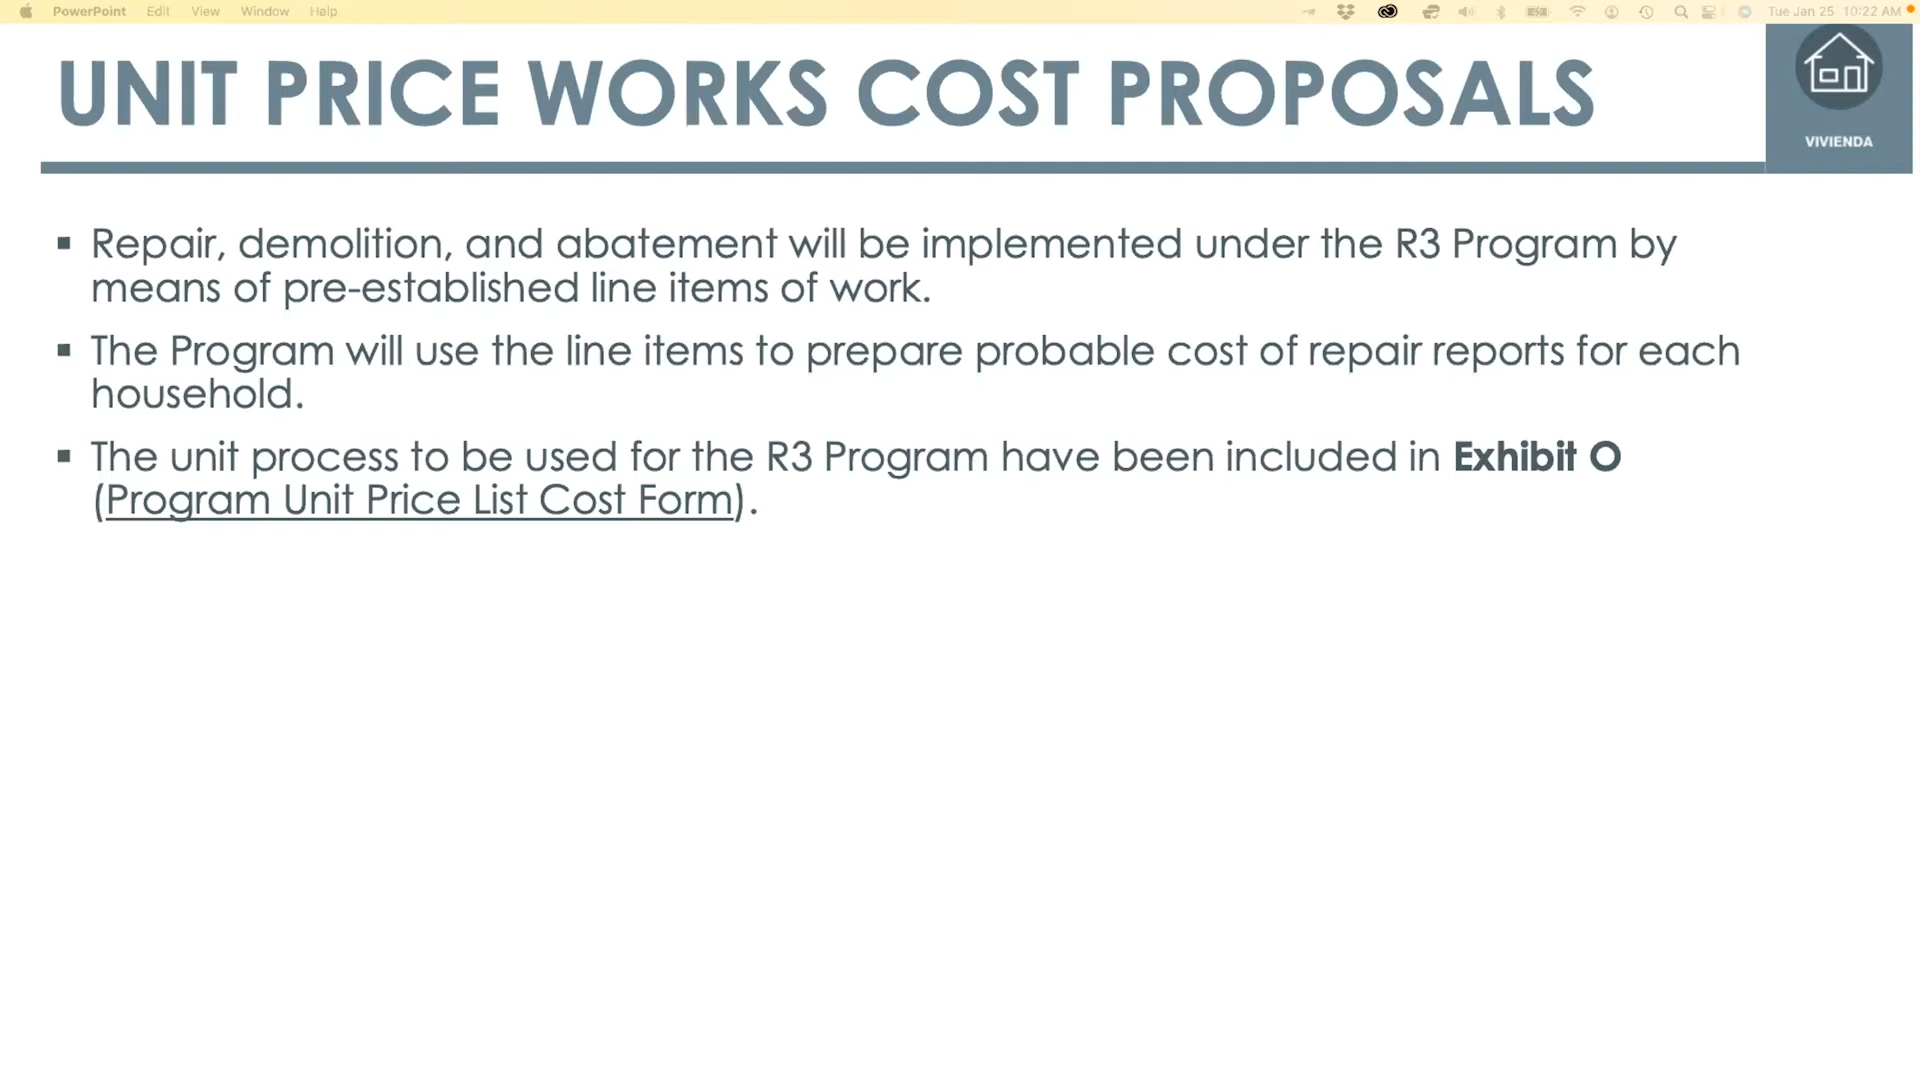 PowerPoint Edit View Window Help Tue Jan 25 10:22 AM
UNIT PRICE WORKS COST PROPOSALS
VIVIENDA
▪ Repair, demolition, and abatement will be implemented under the R3 Program by
means of pre-established line items of work.
▪ The Program will use the line items to prepare probable cost of repair reports for each
household.
▪ The unit process to be used for the R3 Program have been included in Exhibit O
(Program Unit Price List Cost Form).